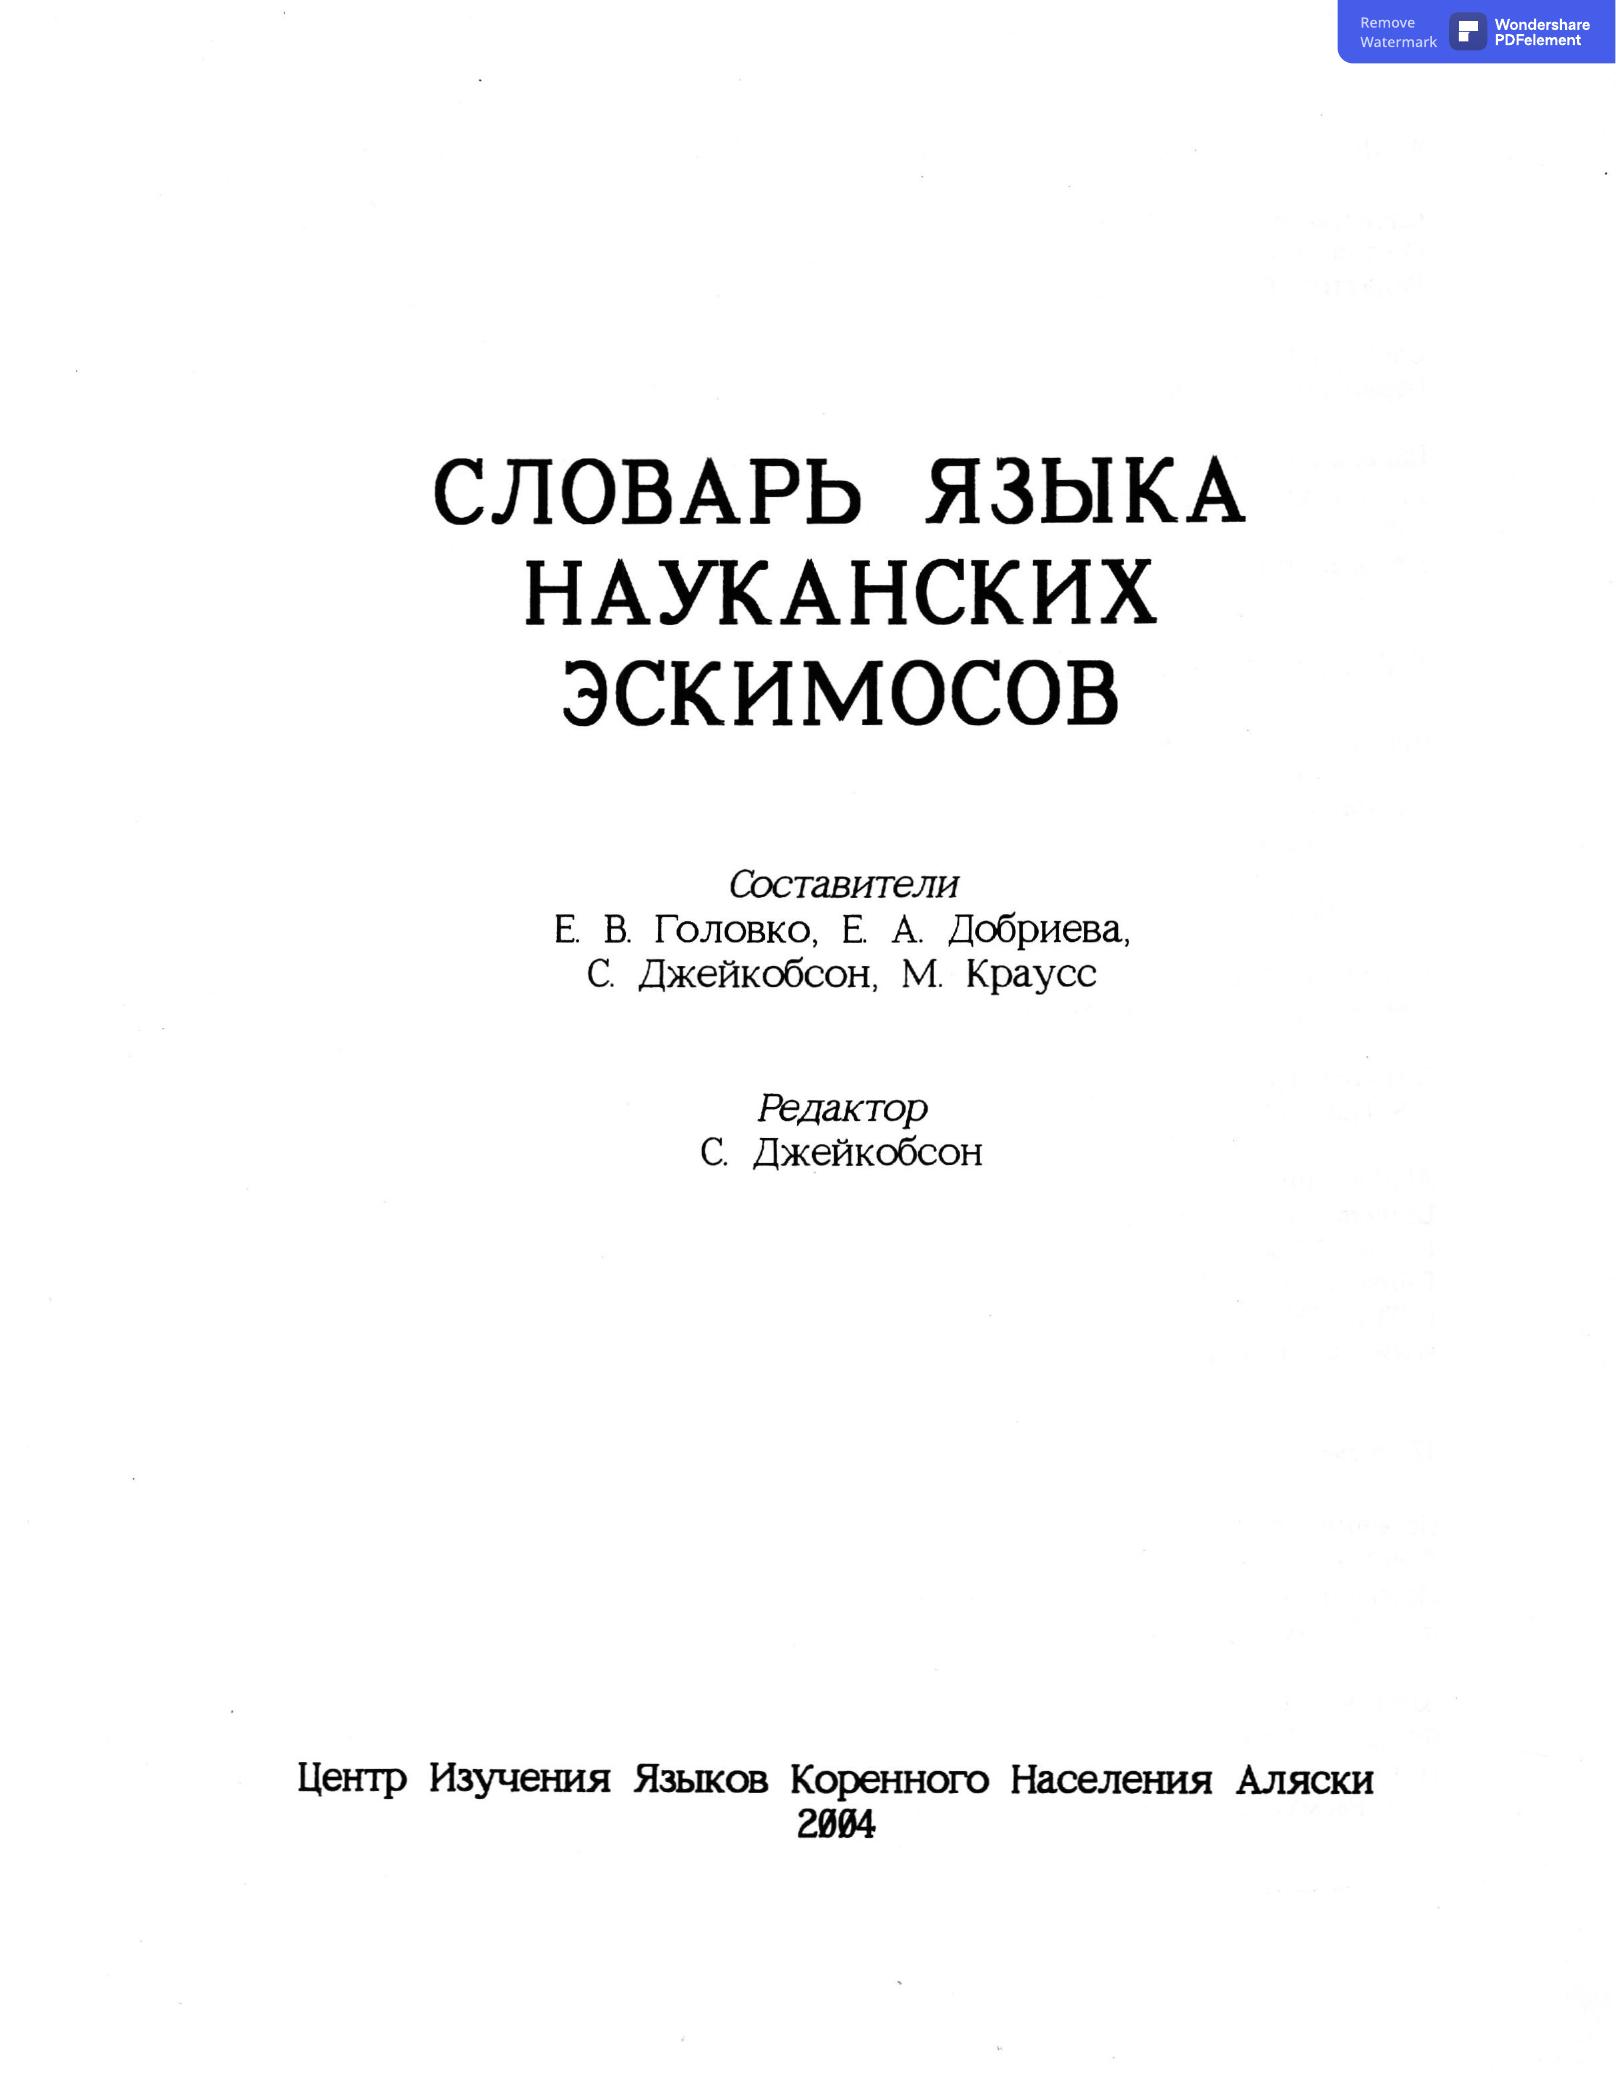 Remove
Watermark
Wondershare
PDFelement
СЛОВАРЬ ЯЗЫКА
НАУКАНСКИХ
ЭСКИМОСОВ
Составители
Е. В. Головко, Е. А. Добриева,
С. Джейкобсон, М. Краусс
Редактор
С. Джейкобсон
Центр Изучения Языков Коренного Населения Аляски
2004